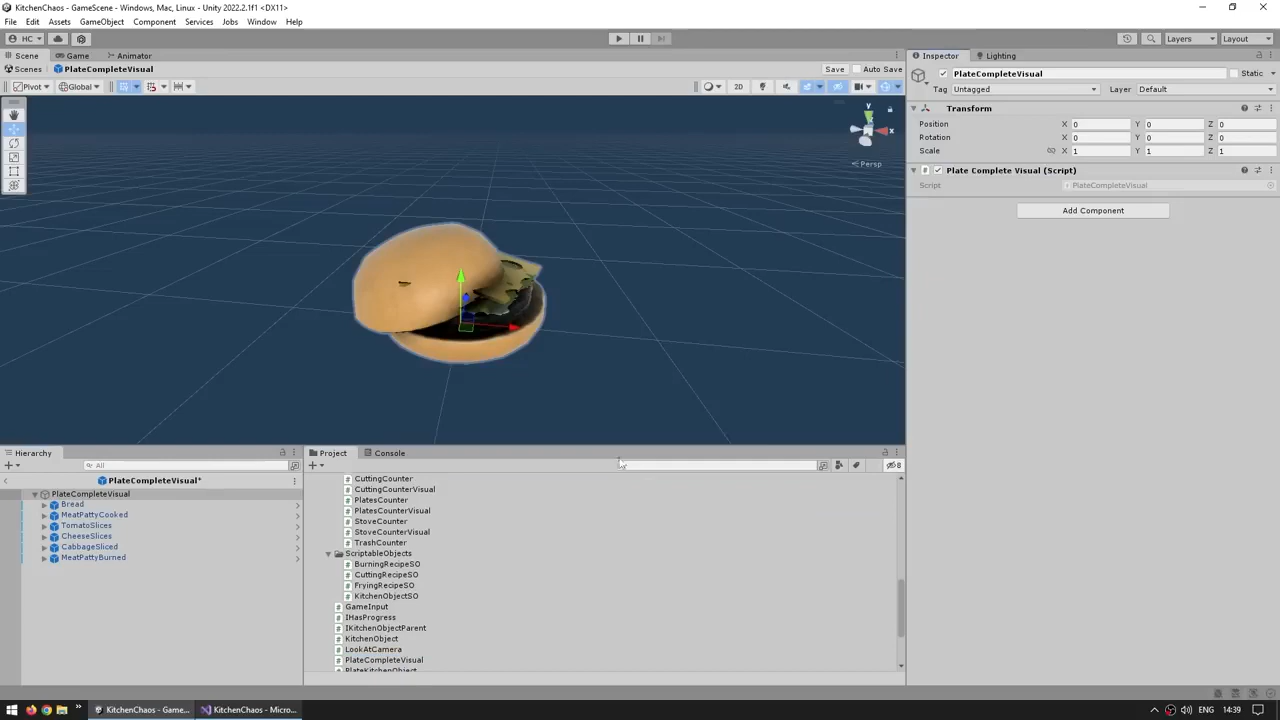 KitchenChaos - GameScene - Windows, Mac, Linux - Unity 2022.2.1f1 <DX11>
File Edit Assets GameObject Component Services Jobs Window Help
HC Layers Layout
Scene Game Animator
Scenes PlateCompleteVisual Save Auto Save
Pivot Global 2D
y
x
Persp
Inspector Lighting
PlateCompleteVisual Static
Tag Untagged Layer Default
Transform
Position X 0 Y 0 Z 0
Rotation X 0 Y 0 Z 0
Scale X 1 Y 1 Z 1
# Plate Complete Visual (Script)
Script PlateCompleteVisual
Add Component
Hierarchy
All
PlateCompleteVisual*
PlateCompleteVisual
Bread
MeatPattyCooked
TomatoSlices
CheeseSlices
CabbageSliced
MeatPattyBurned
Project Console
8
CuttingCounter
CuttingCounterVisual
PlatesCounter
PlatesCounterVisual
StoveCounter
StoveCounterVisual
TrashCounter
ScriptableObjects
BurningRecipeSO
CuttingRecipeSO
FryingRecipeSO
KitchenObjectSO
GameInput
IHasProgress
IKitchenObjectParent
KitchenObject
LookAtCamera
PlateCompleteVisual
PlateKitchenObject
KitchenChaos - Game... KitchenChaos - Micro... ENG 14:39